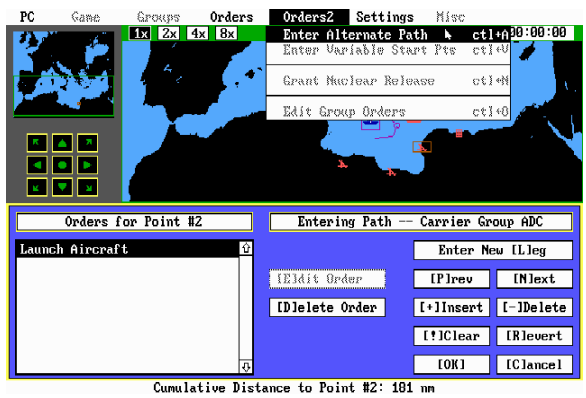 PC Game Groups Orders Orders2 Settings Misc
1x 2x 4x 8x 00:00:00
Enter Alternate Path ctl+A
Enter Variable Start Pts ctl+V
Grant Nuclear Release ctl+N
Edit Group Orders ctl+O
Orders for Point #2
Entering Path -- Carrier Group ADC
Launch Aircraft
Enter New [L]eg
[E]dit Order [P]rev [N]ext
[D]elete Order [+]Insert [-]Delete
[!]Clear [R]evert
[OK] [C]ancel
Cumulative Distance to Point #2: 181 nm